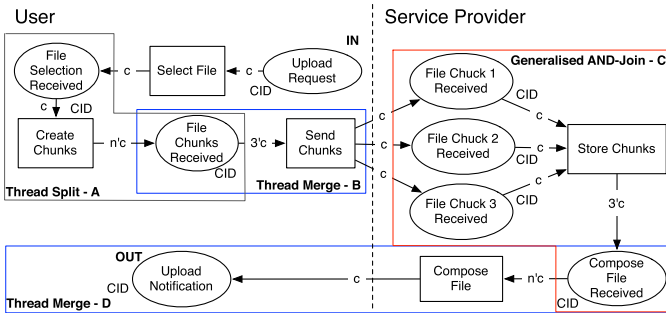 User
Service Provider
IN
Upload
Request
CID
c
Select File
c
File
Selection
Received
CID
c
CID
Create
Chunks
n'c
File
Chunks
Received
CID
3'c
Send
Chunks
Thread Split - A
Thread Merge - B
c
c
c
Generalised AND-Join - C
File Chuck 1
Received
CID
c
File Chuck 2
Received
CID
c
File Chuck 3
Received
CID
c
Store Chunks
3'c
Compose
File
Received
CID
n'c
Compose
File
c
OUT
Upload
Notification
CID
Thread Merge - D